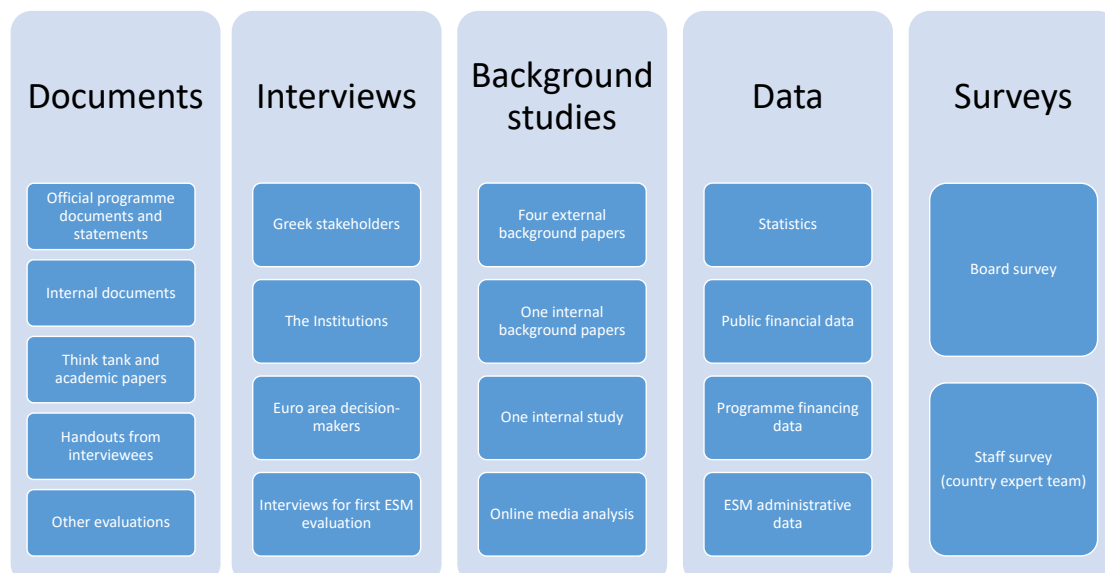 Documents
Official programme
documents and
statements
Internal documents
Think tank and
academic papers
Handouts from
interviewees
Other evaluations
Interviews
Greek stakeholders
The Institutions
Euro area decision-
makers
Interviews for first ESM
evaluation
Background
studies
Four external
background papers
One internal
background papers
One internal study
Online media analysis
Data
Statistics
Public financial data
Programme financing
data
ESM administrative
data
Surveys
Board survey
Staff survey
(country expert team)